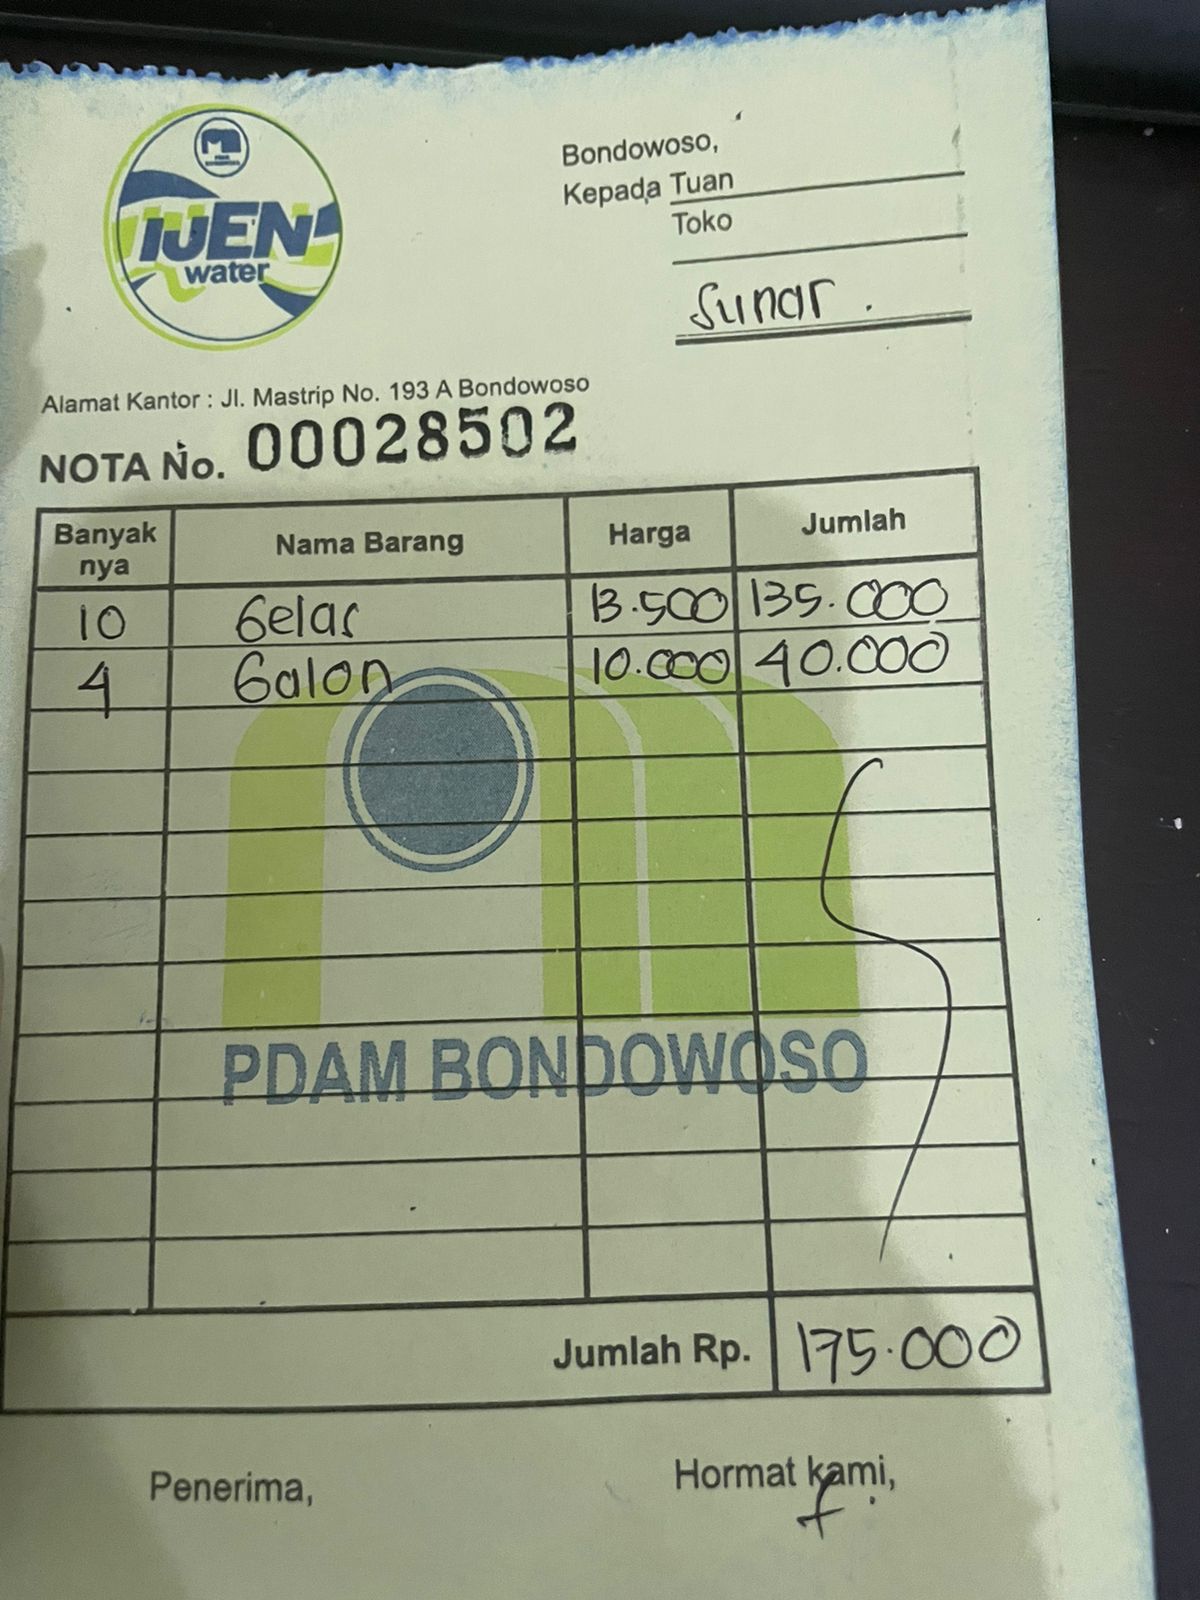 IJEN
water
Bondowoso,
Kepada Tuan
Toko
Sunar.
Alamat Kantor : Jl. Mastrip No. 193 A Bondowoso
NOTA No. 00028502
Banyak nya Nama Barang Harga Jumlah
10 Gelas 13.500 135.000
4 Galon 10.000 40.000
PDAM BONDOWOSO
Jumlah Rp. 175.000
Penerima, Hormat kami,